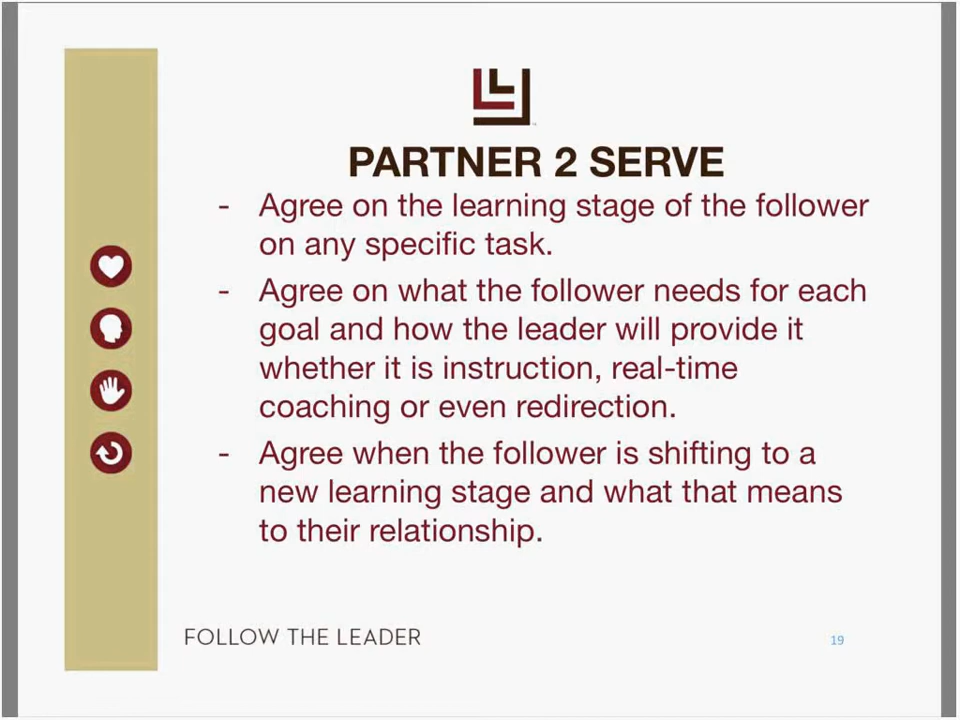 PARTNER 2 SERVE
- Agree on the learning stage of the follower
on any specific task.
- Agree on what the follower needs for each
goal and how the leader will provide it
whether it is instruction, real-time
coaching or even redirection.
- Agree when the follower is shifting to a
new learning stage and what that means
to their relationship.
FOLLOW THE LEADER
19